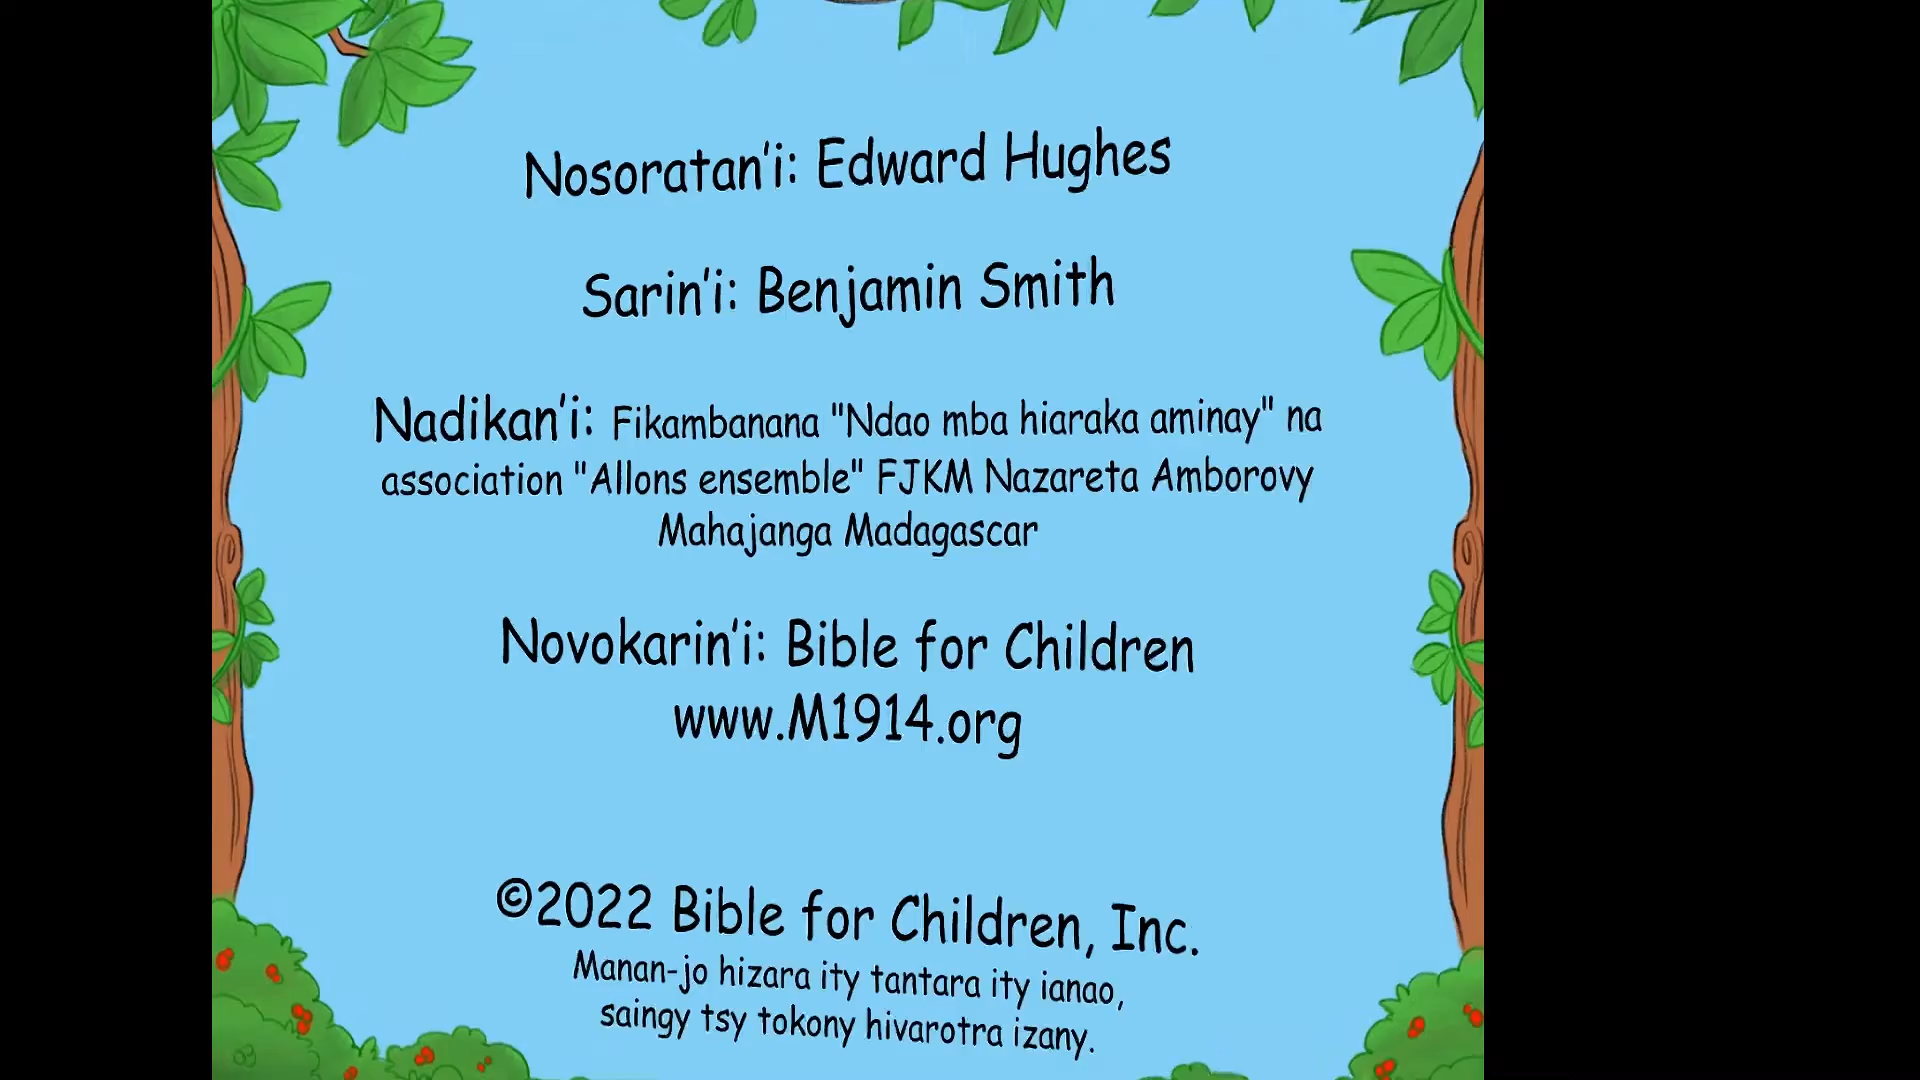 Nosoratan'i: Edward Hughes
Sarin'i: Benjamin Smith
Nadikan'i: Fikambanana "Ndao mba hiaraka aminay" na
association "Allons ensemble" FJKM Nazareta Amborovy
Mahajanga Madagascar
Novokarin'i: Bible for Children
www.M1914.org
©2022 Bible for Children, Inc.
Manan-jo hizara ity tantara ity ianao,
saingy tsy tokony hivarotra izany.